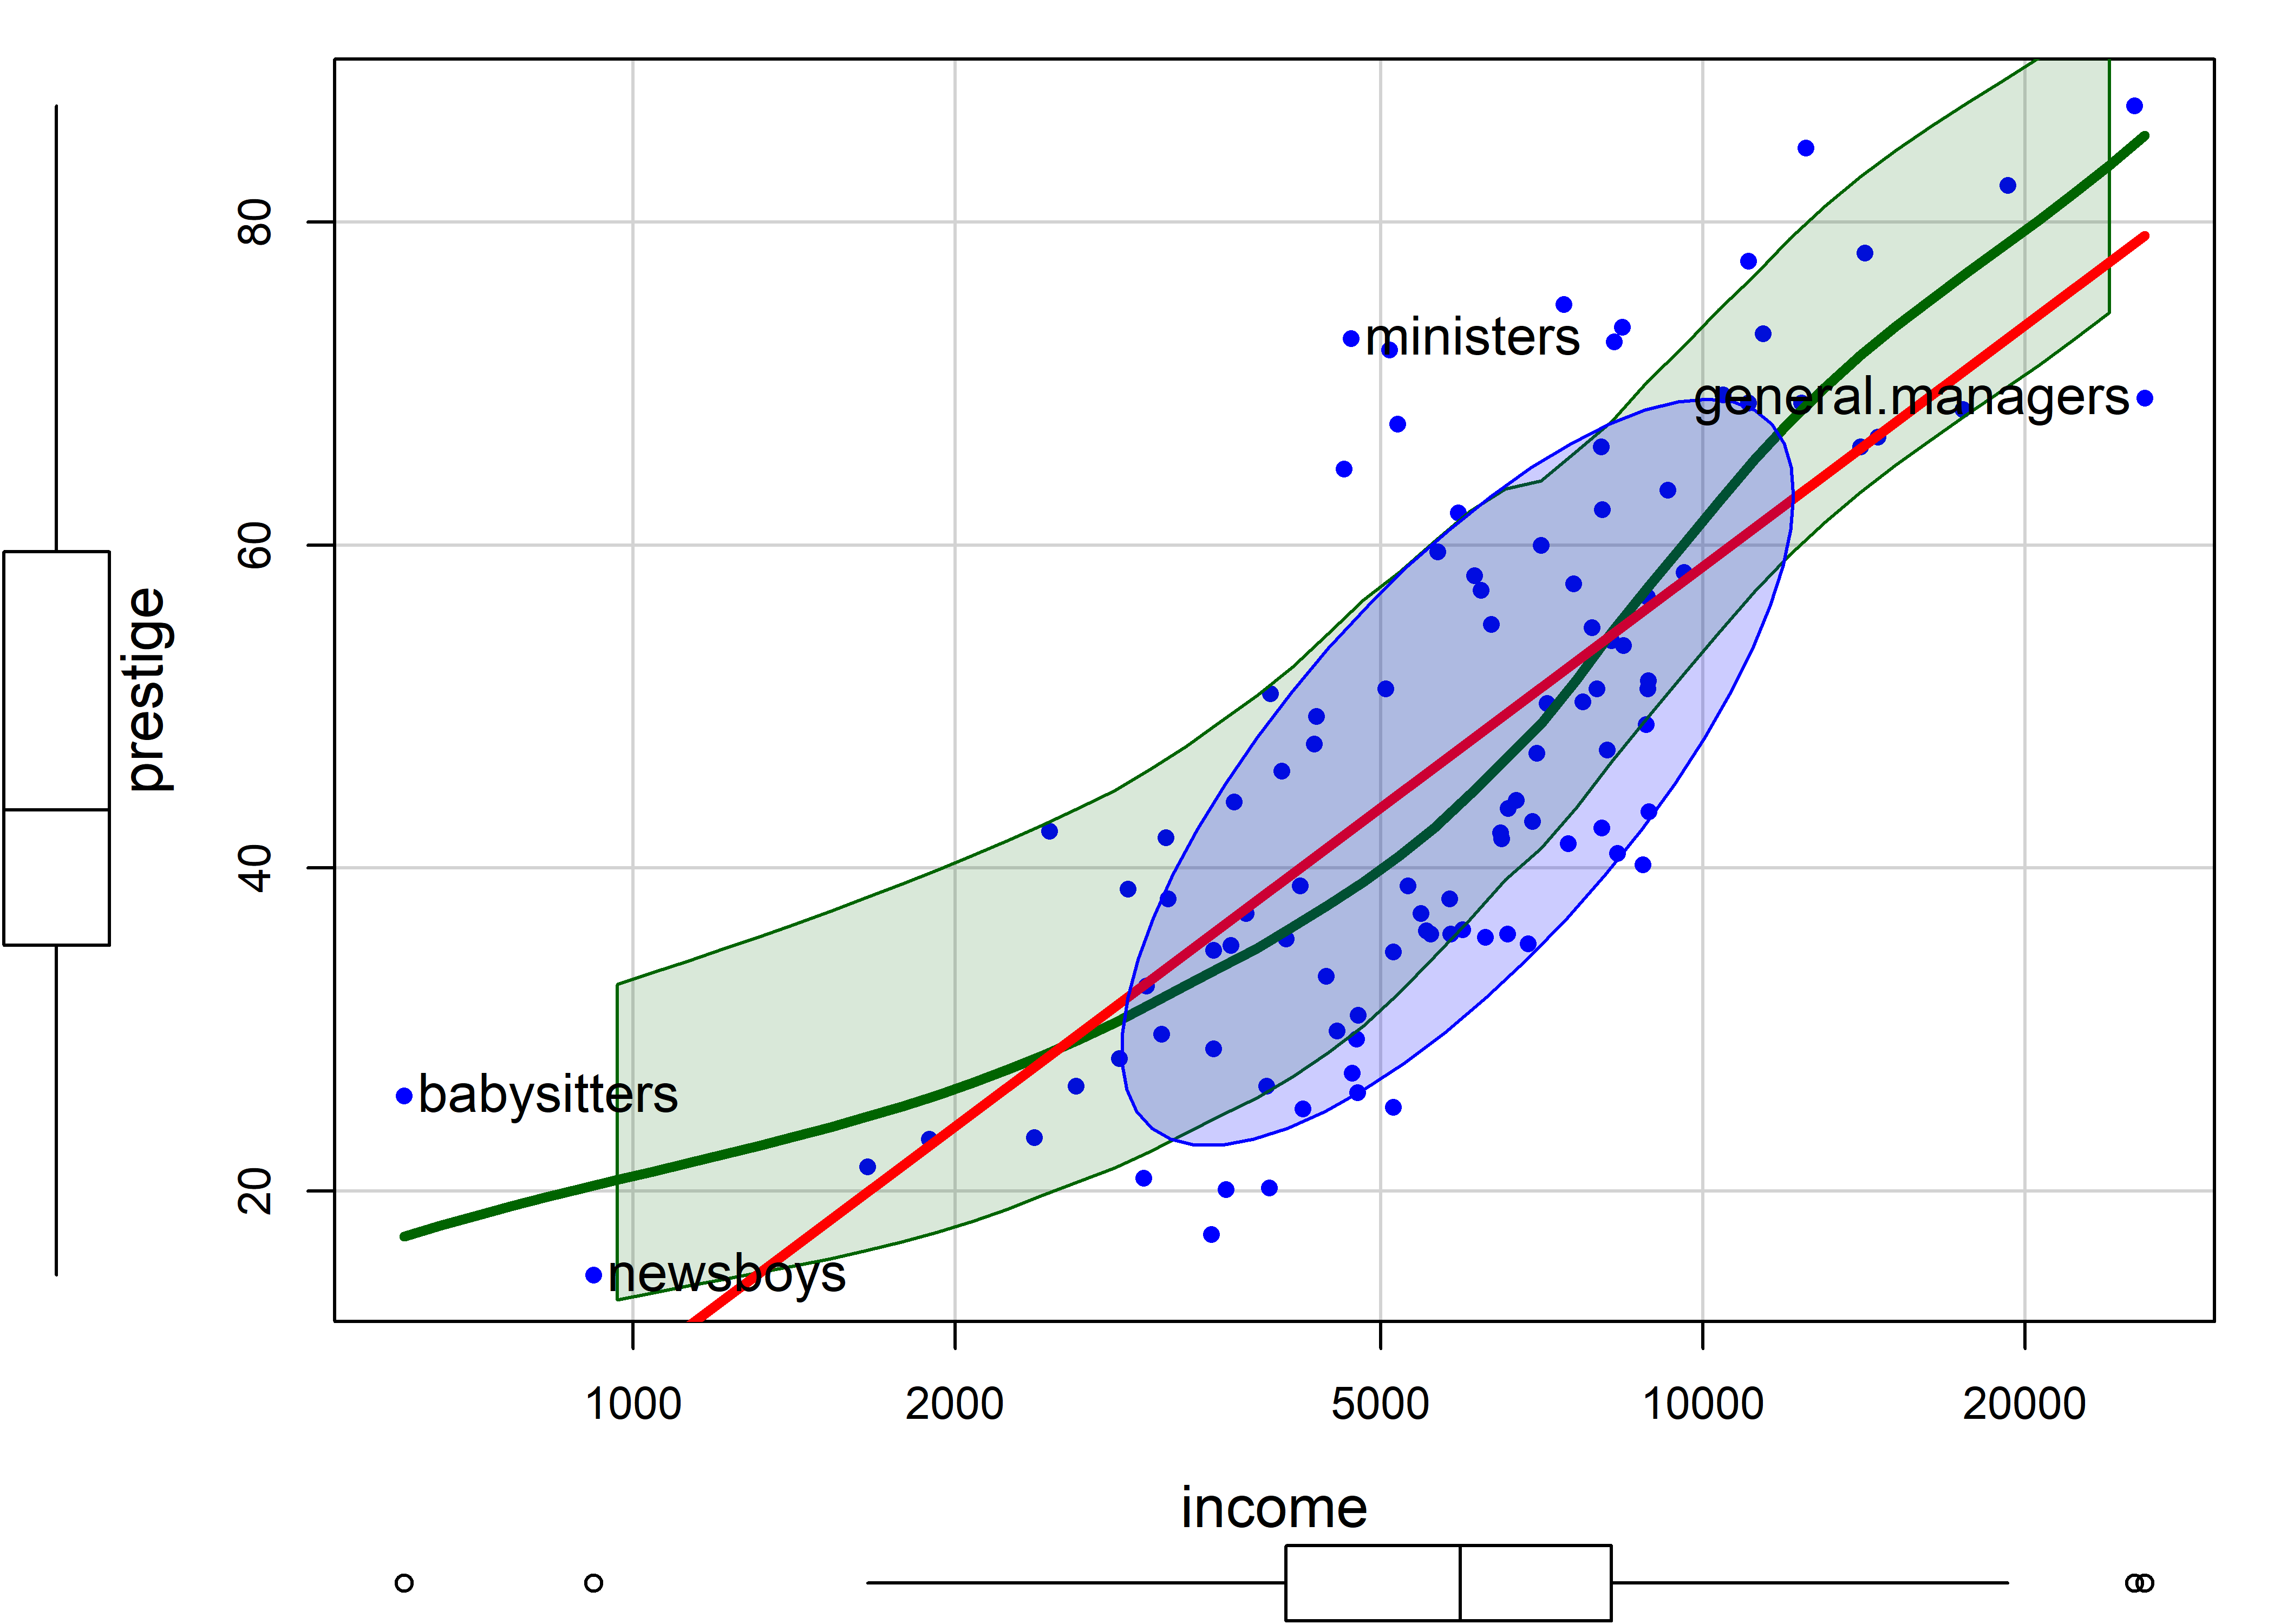 80
60
40
20
prestige
ministers
general.managers
babysitters
newsboys
1000 2000 5000 10000 20000
income